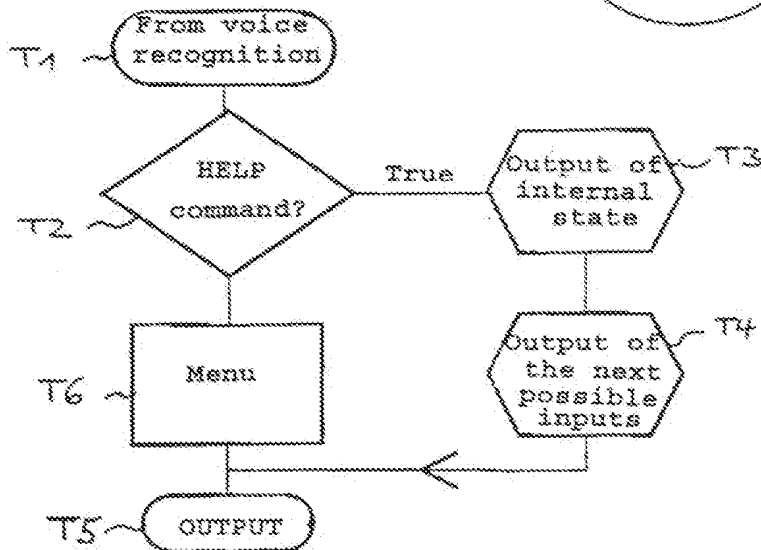 From voice
recognition
T1
HELP
command?
T2
True
Output of
internal
state
T3
Output of
the next
possible
inputs
T4
Menu
T6
OUTPUT
T5